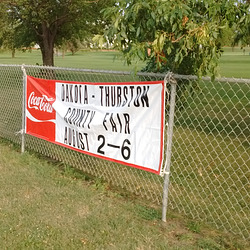 Coca-Cola
DAKOTA - THURSTON
COUNTY FAIR
AUGUST 2-6